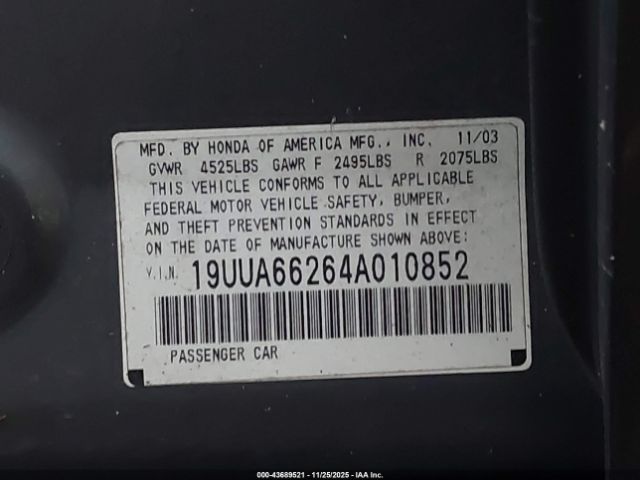 MFD. BY HONDA OF AMERICA MFG., INC. 11/03
GVWR 4525LBS GAWR F 2495LBS R 2075LBS
THIS VEHICLE CONFORMS TO ALL APPLICABLE
FEDERAL MOTOR VEHICLE SAFETY, BUMPER,
AND THEFT PREVENTION STANDARDS IN EFFECT
ON THE DATE OF MANUFACTURE SHOWN ABOVE:
V.I.N. 19UUA66264A010852
PASSENGER CAR
000-43689521 - 11/25/2025 - IAA Inc.